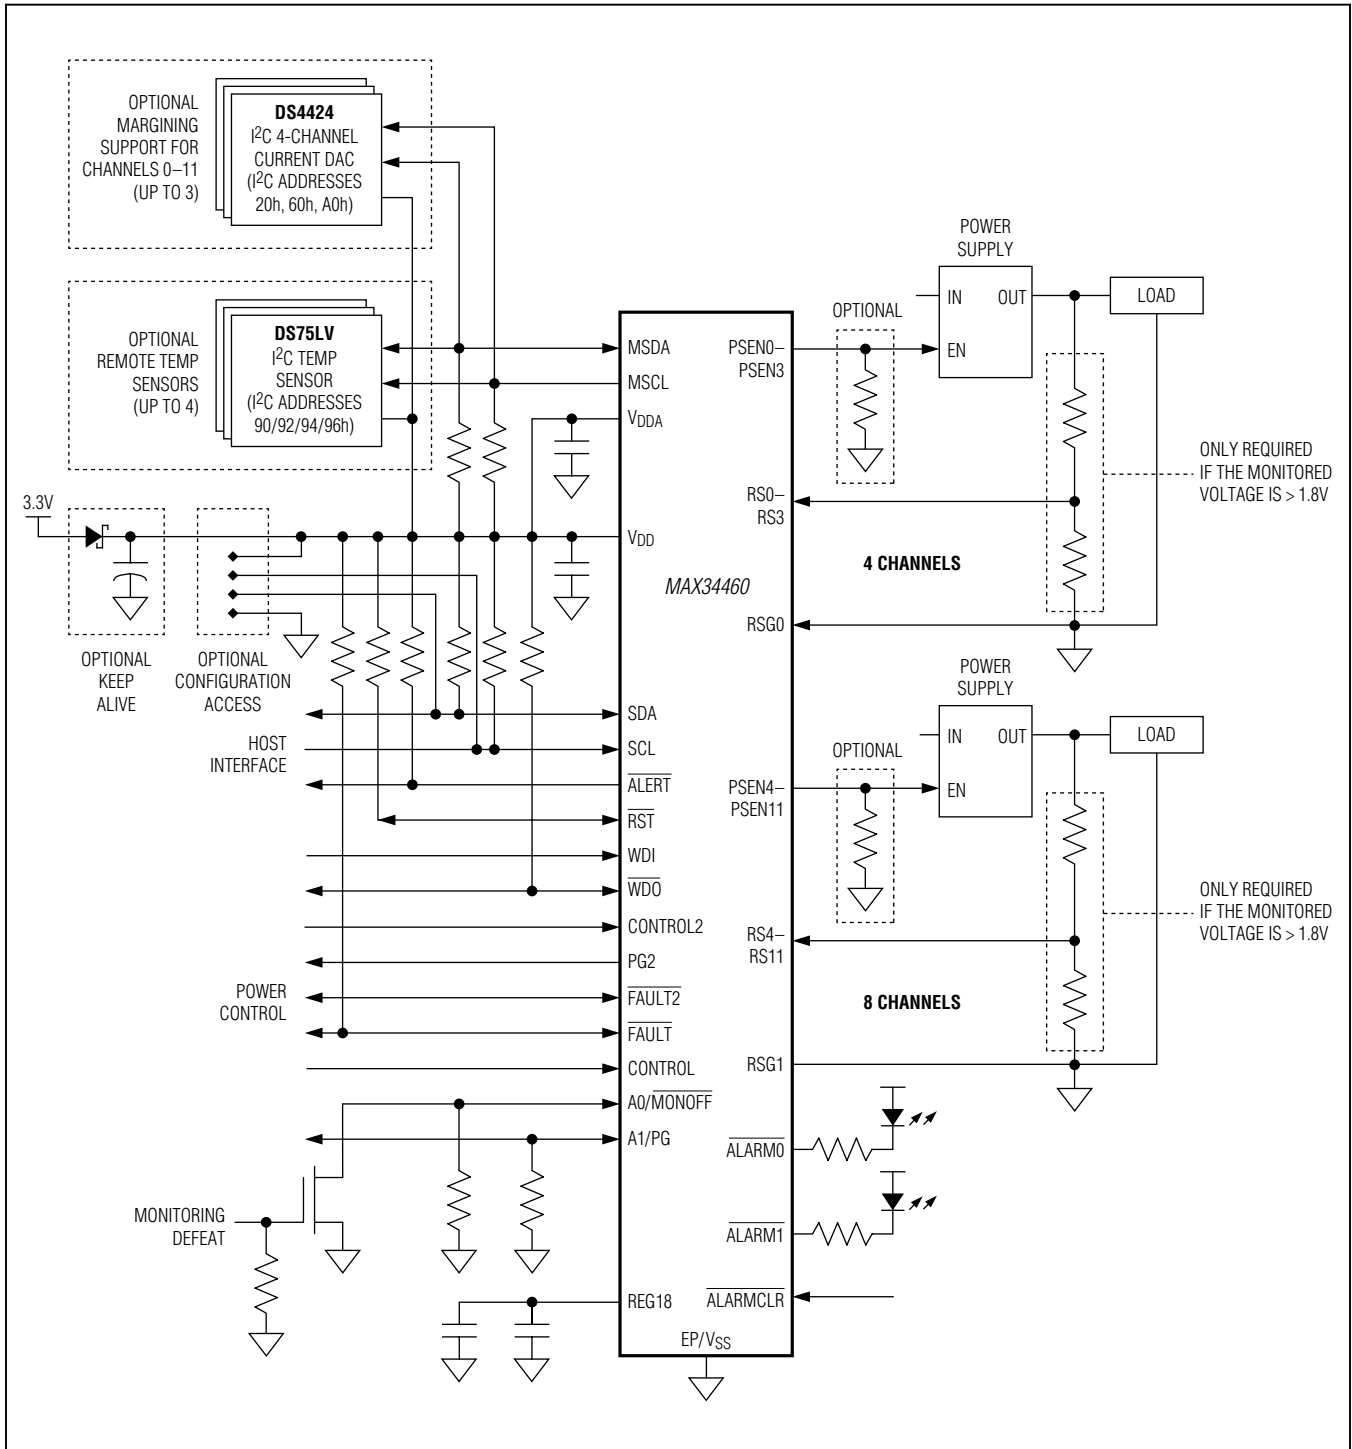 OPTIONAL
MARGINING
SUPPORT FOR
CHANNELS 0–11
(UP TO 3)
DS4424
I2C 4-CHANNEL
CURRENT DAC
(I2C ADDRESSES
20h, 60h, A0h)
OPTIONAL
REMOTE TEMP
SENSORS
(UP TO 4)
DS75LV
I2C TEMP
SENSOR
(I2C ADDRESSES
90/92/94/96h)
3.3V
OPTIONAL
KEEP
ALIVE
OPTIONAL
CONFIGURATION
ACCESS
HOST
INTERFACE
POWER
CONTROL
MONITORING
DEFEAT
MSDA
MSCL
VDDA
VDD
MAX34460
SDA
SCL
ALERT
RST
WDI
WDO
CONTROL2
PG2
FAULT2
FAULT
CONTROL
A0/MONOFF
A1/PG
REG18
EP/VSS
PSEN0–
PSEN3
RS0–
RS3
RSG0
PSEN4–
PSEN11
RS4–
RS11
RSG1
ALARM0
ALARM1
ALARMCLR
POWER
SUPPLY
IN
OUT
EN
LOAD
OPTIONAL
ONLY REQUIRED
IF THE MONITORED
VOLTAGE IS > 1.8V
4 CHANNELS
POWER
SUPPLY
IN
OUT
EN
LOAD
OPTIONAL
ONLY REQUIRED
IF THE MONITORED
VOLTAGE IS > 1.8V
8 CHANNELS